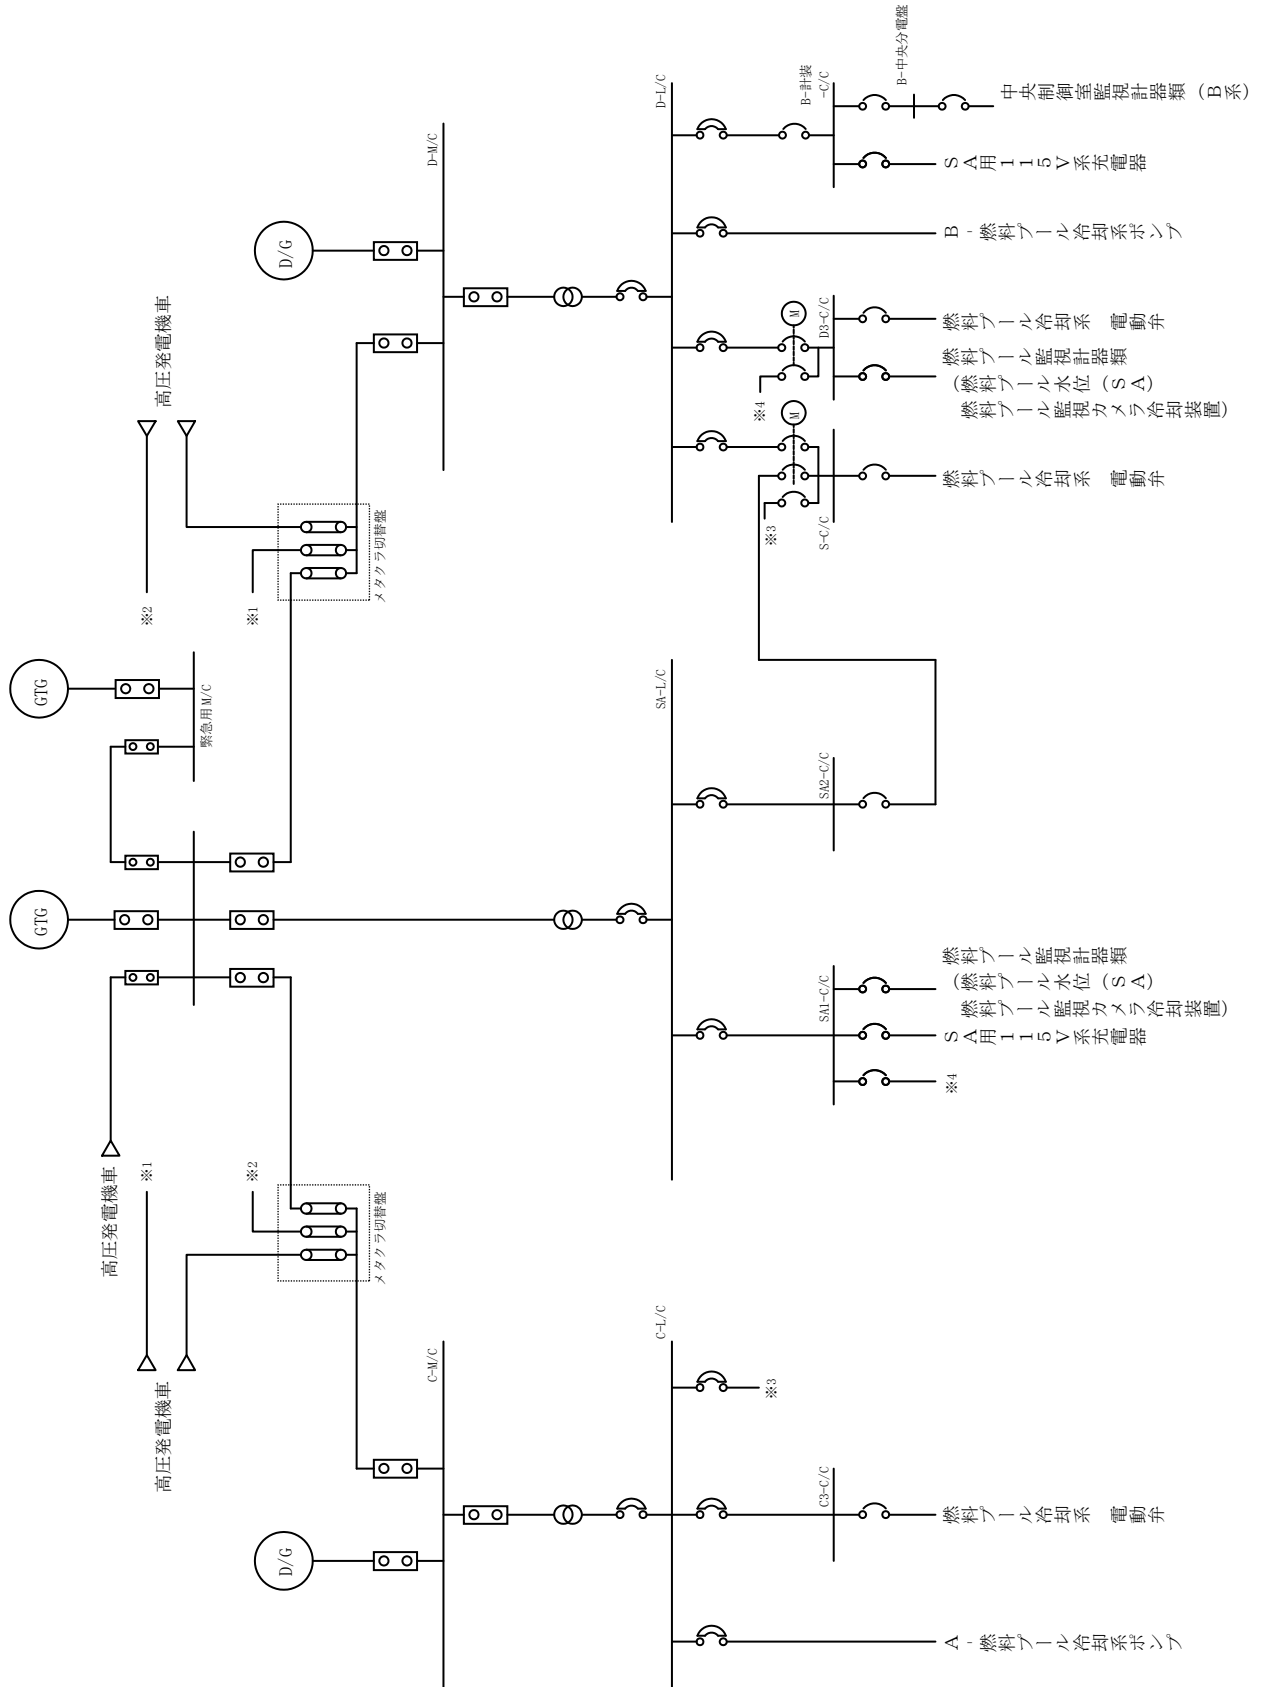 GTG
GTG
緊急用M/C
高圧発電機車
高圧発電機車
高圧発電機車
※1
※2
※2
※1
メタクラ切替盤
メタクラ切替盤
D/G
D/G
C-M/C
D-M/C
C-L/C
SA-L/C
D-L/C
※3
C3-C/C
SA1-C/C
SA2-C/C
S-C/C
※3
M
※4
D3-C/C
M
B-計装
-C/C
B-中央分電盤
A-燃料プール冷却系ポンプ
燃料プール冷却系 電動弁
※4
SA用115V系充電器
燃料プール監視計器類
(燃料プール水位(SA)
燃料プール監視カメラ冷却装置)
燃料プール冷却系 電動弁
燃料プール監視計器類
(燃料プール水位(SA)
燃料プール監視カメラ冷却装置)
燃料プール冷却系 電動弁
B-燃料プール冷却系ポンプ
SA用115V系充電器
中央制御室監視計器類(B系)